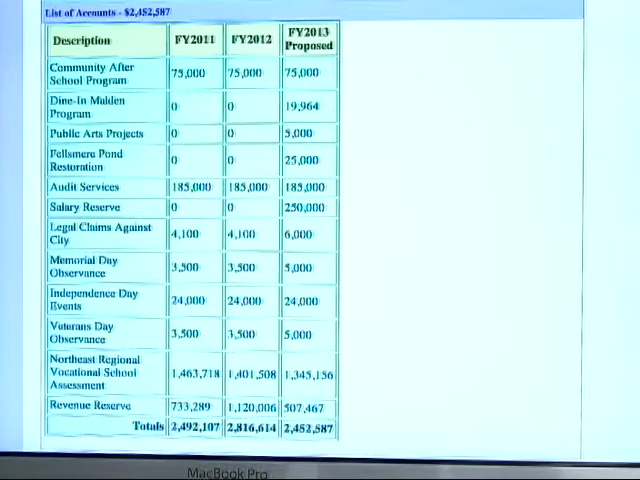 List of Accounts - $2,452,587
Description FY2011 FY2012 FY2013 Proposed
Community After School Program 75,000 75,000 75,000
Dine-In Malden Program 0 0 19,964
Public Arts Projects 0 0 5,000
Fellsmere Pond Restoration 0 0 25,000
Audit Services 185,000 185,000 185,000
Salary Reserve 0 0 250,000
Legal Claims Against City 4,100 4,100 6,000
Memorial Day Observance 3,500 3,500 5,000
Independence Day Events 24,000 24,000 24,000
Veterans Day Observance 3,500 3,500 5,000
Northeast Regional Vocational School Assessment 1,463,718 1,401,508 1,345,156
Revenue Reserve 733,289 1,120,006 507,467
Totals 2,492,107 2,816,614 2,452,587
MacBook Pro